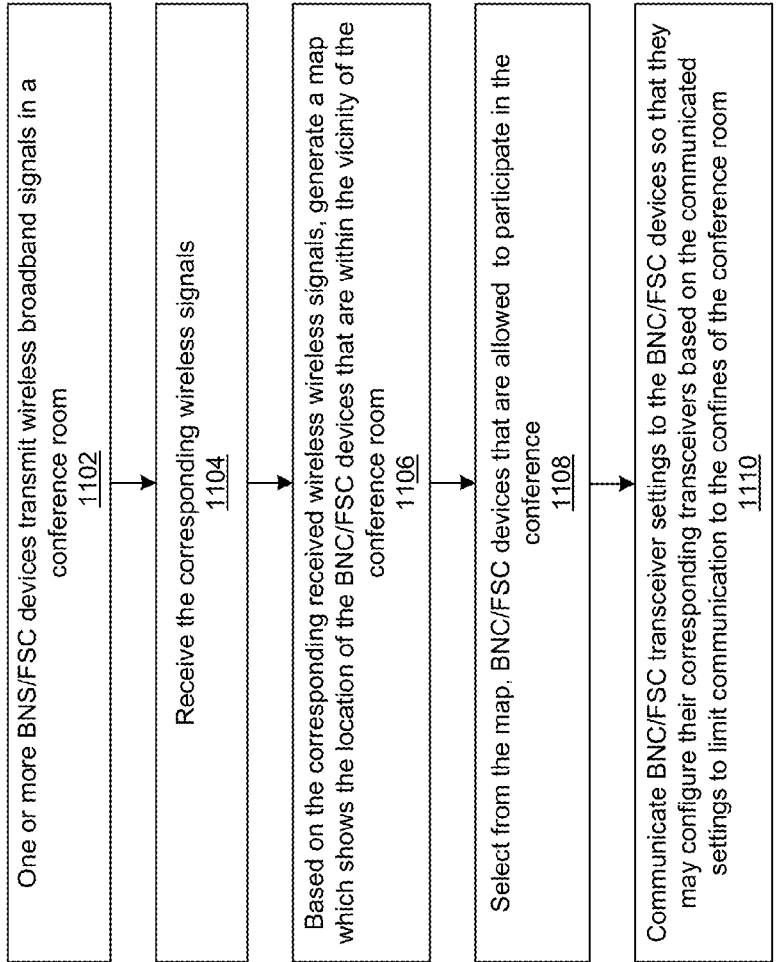 One or more BNS/FSC devices transmit wireless broadband signals in a
conference room
1102
Receive the corresponding wireless signals
1104
Based on the corresponding received wireless wireless signals, generate a map
which shows the location of the BNC/FSC devices that are within the vicinity of the
conference room
1106
Select from the map, BNC/FSC devices that are allowed to participate in the
conference
1108
Communicate BNC/FSC transceiver settings to the BNC/FSC devices so that they
may configure their corresponding transceivers based on the communicated
settings to limit communication to the confines of the conference room
1110